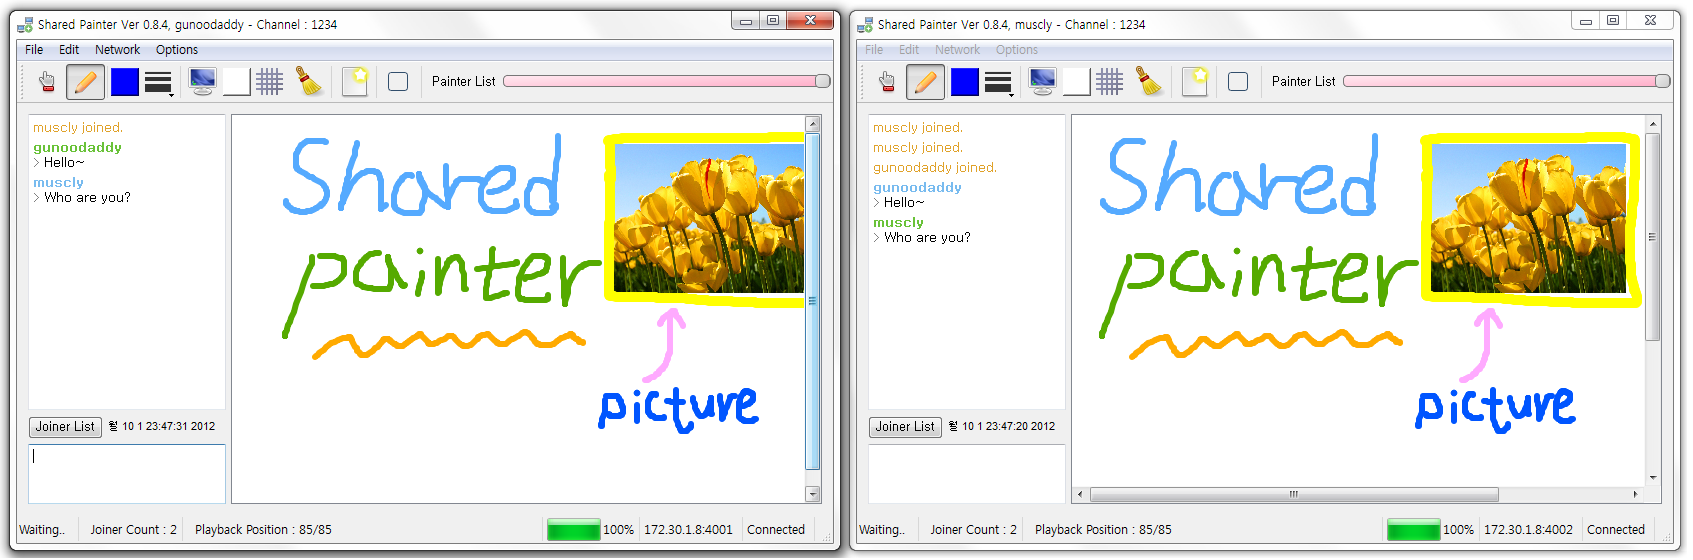 Shared Painter Ver 0.8.4, gunoodaddy - Channel : 1234
File Edit Network Options
Painter List
muscly joined.
gunoodaddy
> Hello~
muscly
> Who are you?
Joiner List 월 10 1 23:47:31 2012
Shared
painter
picture
Waiting.. Joiner Count : 2 Playback Position : 85/85 100% 172.30.1.8:4001 Connected
Shared Painter Ver 0.8.4, muscly - Channel : 1234
File Edit Network Options
Painter List
muscly joined.
muscly joined.
gunoodaddy joined.
gunoodaddy
> Hello~
muscly
> Who are you?
Joiner List 월 10 1 23:47:20 2012
Shared
painter
picture
Waiting.. Joiner Count : 2 Playback Position : 85/85 100% 172.30.1.8:4002 Connected